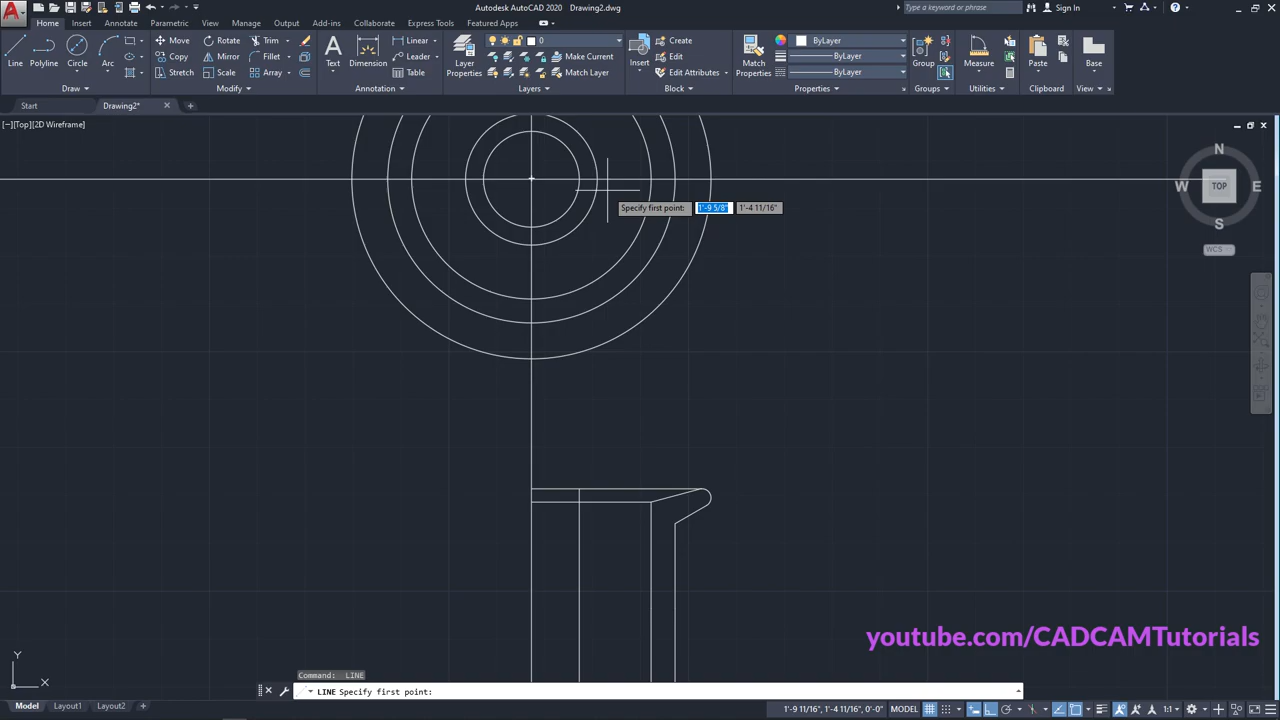 Autodesk AutoCAD 2020 Drawing2.dwg
Type a keyword or phrase
Sign In
Home Insert Annotate Parametric View Manage Output Add-ins Collaborate Express Tools Featured Apps
Line Polyline Circle Arc
Move Rotate Trim
Copy Mirror Fillet
Stretch Scale Array
Text Dimension
Linear
Leader
Table
Layer Properties
0
Make Current
Match Layer
Insert
Create
Edit
Edit Attributes
Match Properties
ByLayer
ByLayer
ByLayer
Group
Measure
Paste
Base
Draw Modify Annotation Layers Block Properties Groups Utilities Clipboard View
Start Drawing2*
[−][Top][2D Wireframe]
N
W TOP E
S
WCS
Specify first point: 1'-9 5/8" 1'-4 11/16"
youtube.com/CADCAMTutorials
Y
X
Command: LINE
LINE Specify first point:
Model Layout1 Layout2
1'-9 11/16", 1'-4 11/16", 0'-0" MODEL 1:1